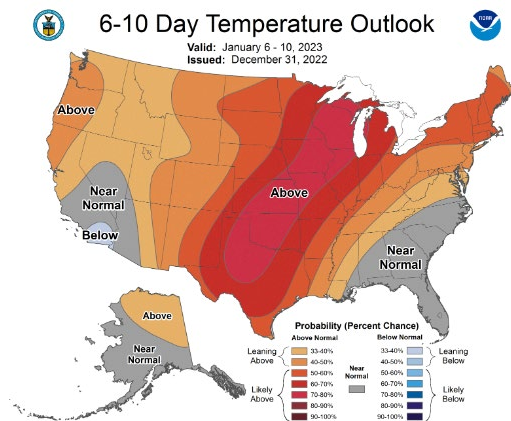 6-10 Day Temperature Outlook
Valid: January 6 - 10, 2023
Issued: December 31, 2022
NOAA
Above
Near
Normal
Below
Above
Near
Normal
Above
Near
Normal
Probability (Percent Chance)
Above Normal
Below Normal
Leaning
Above
33-40%
40-50%
Likely
Above
50-60%
60-70%
70-80%
80-90%
90-100%
Near
Normal
33-40%
40-50%
Leaning
Below
50-60%
60-70%
70-80%
80-90%
90-100%
Likely
Below